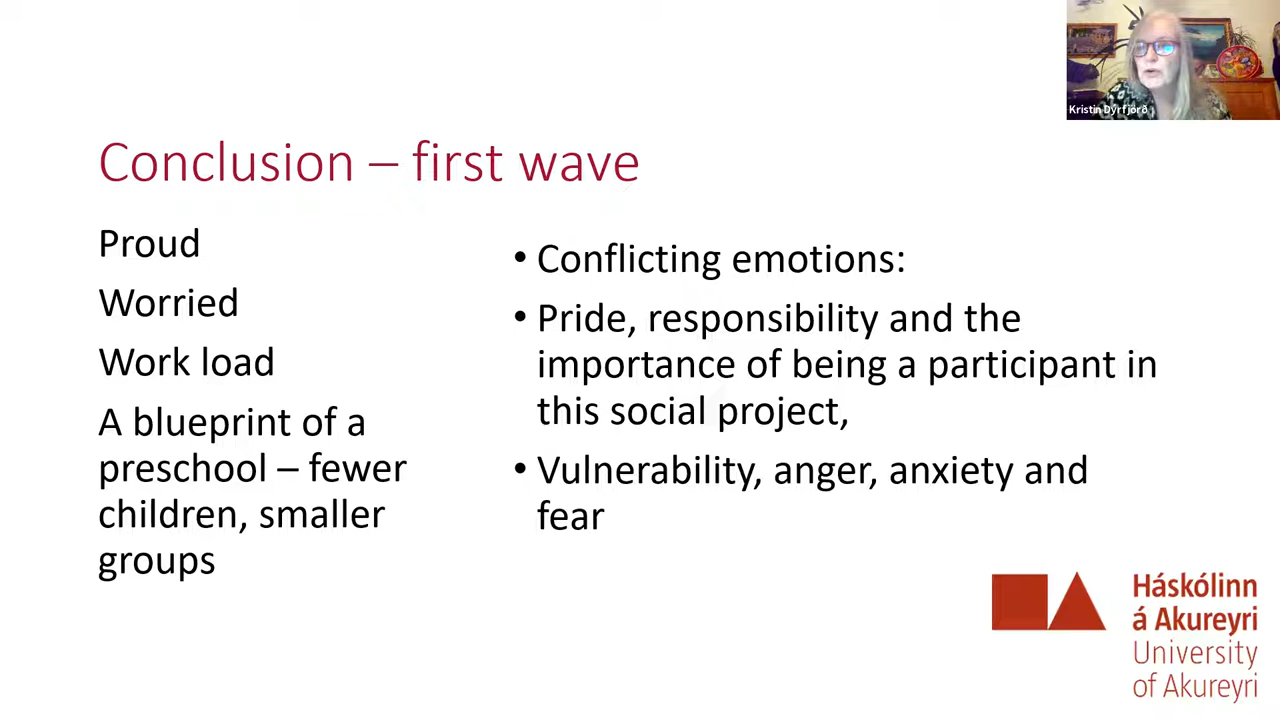 Kristín Dýrfjörð
Conclusion – first wave
Proud
Worried
Work load
A blueprint of a
preschool – fewer
children, smaller
groups
• Conflicting emotions:
• Pride, responsibility and the
importance of being a participant in
this social project,
• Vulnerability, anger, anxiety and
fear
Háskólinn
á Akureyri
University
of Akureyri